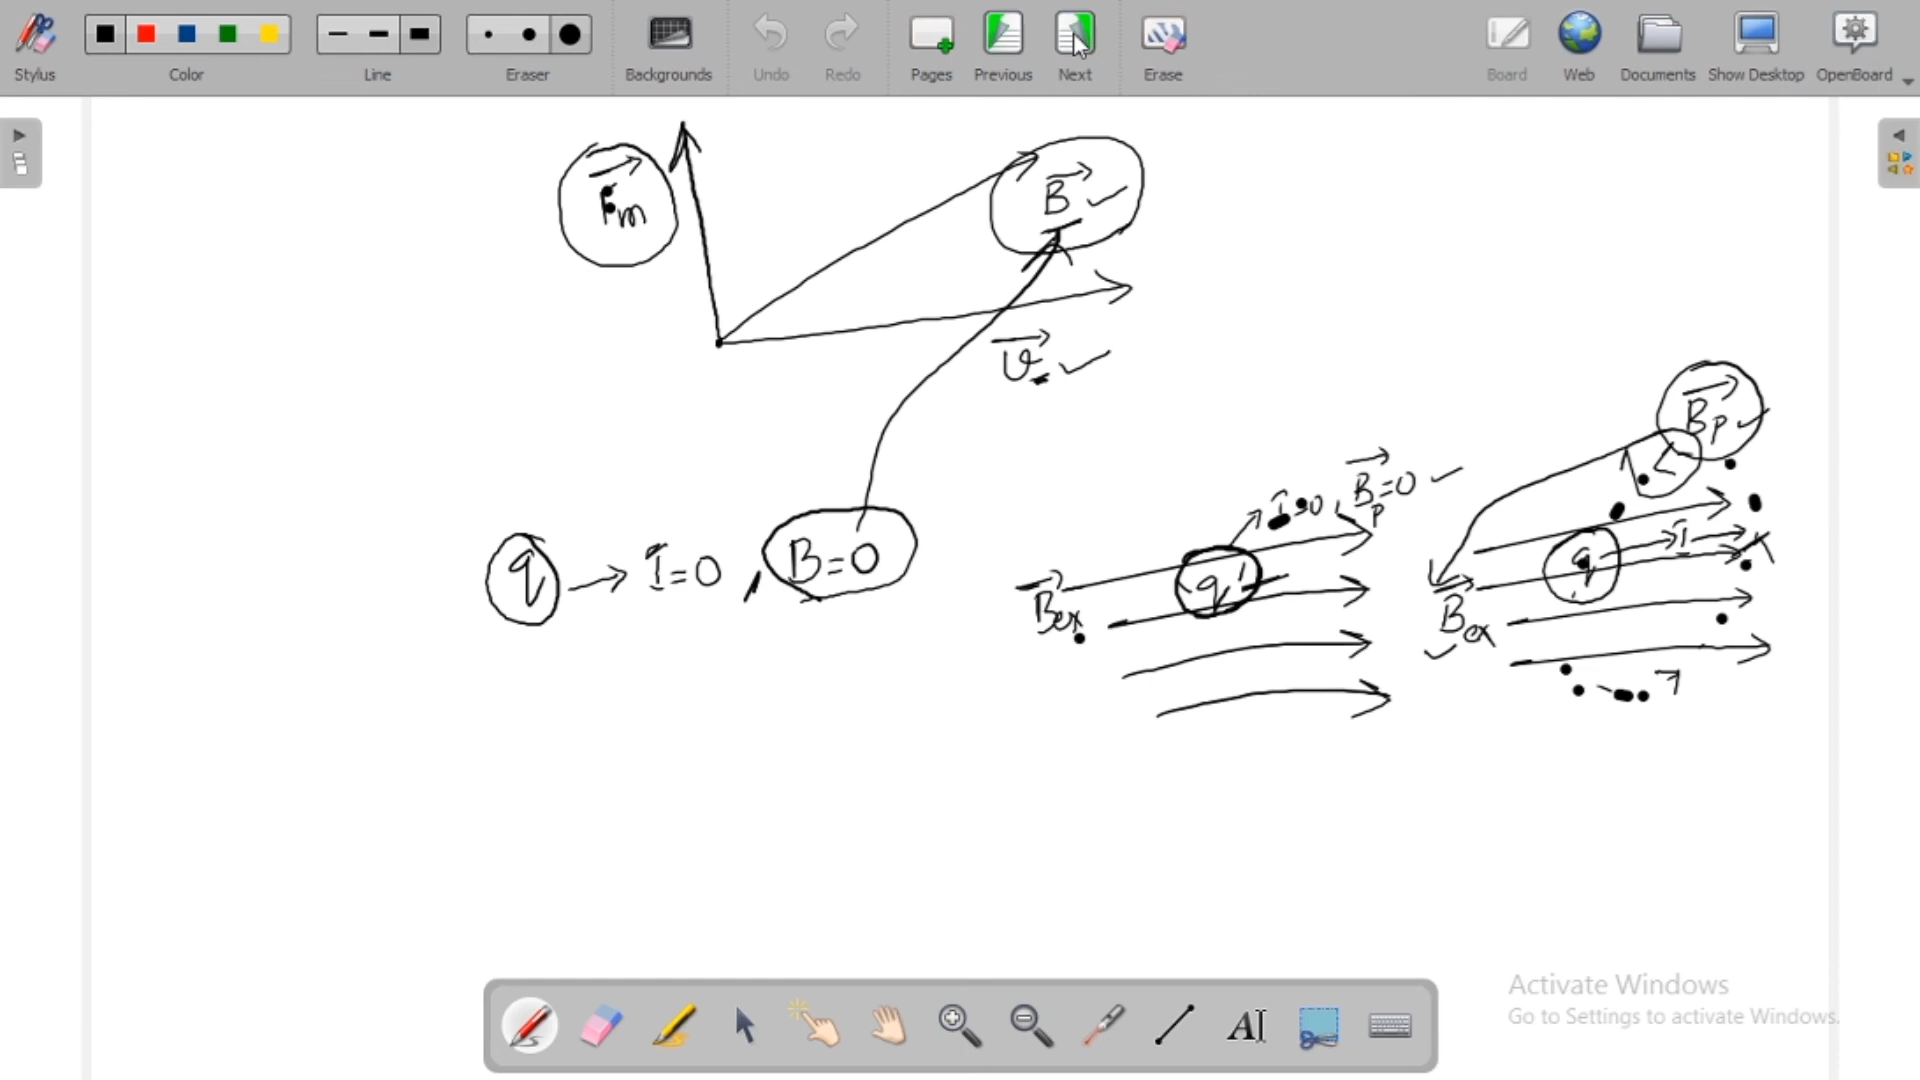 Stylus
Color
Line
Eraser
Backgrounds
Undo
Redo
Pages
Previous
Next
Erase
Board
Web
Documents
Show Desktop
OpenBoard
F⃗m
B⃗
v⃗
B⃗p
q → I=0, B=0
I=0, B⃗p=0
B⃗ex
q
B⃗ex
q
I
Activate Windows
Go to Settings to activate Windows.